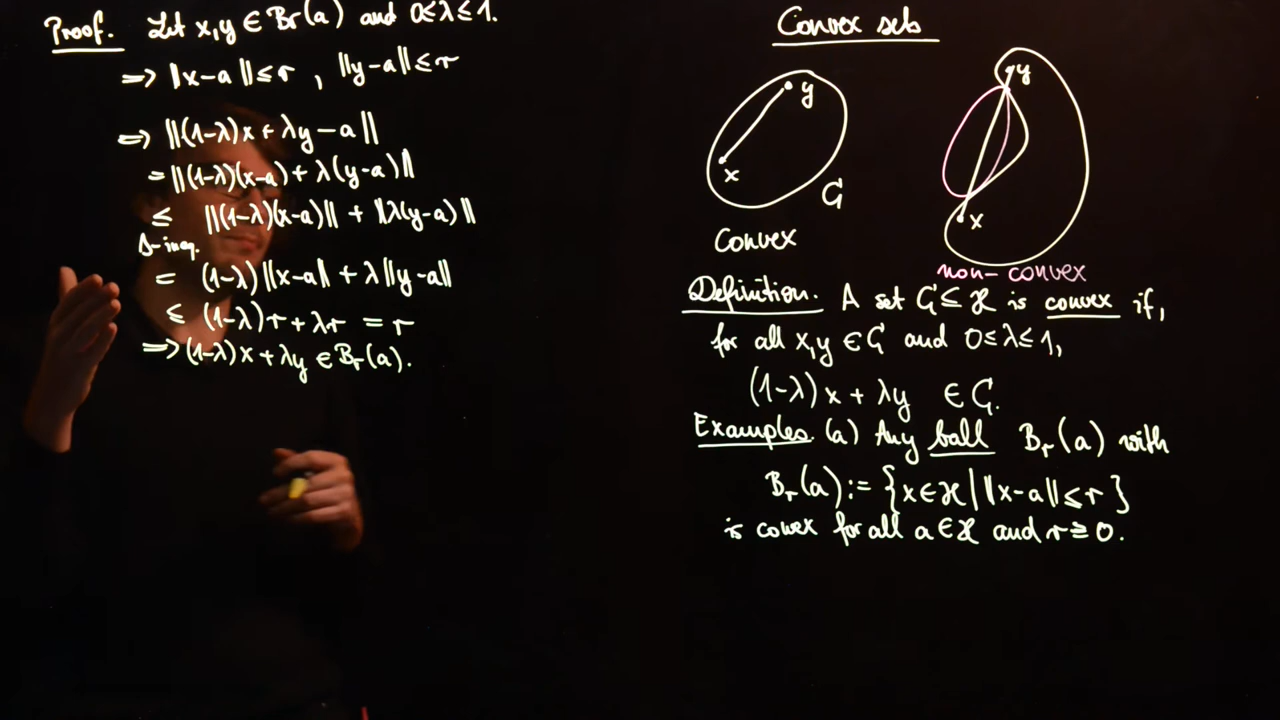 Proof. Let x,y ∈ Br(a) and 0≤λ≤1.
=> ||x-a||≤r , ||y-a||≤r
=> ||(1-λ)x + λy - a||
= ||(1-λ)(x-a) + λ(y-a)||
≤ ||(1-λ)(x-a)|| + ||λ(y-a)||
Δ-ineq.
= (1-λ)||x-a|| + λ||y-a||
≤ (1-λ)r + λr = r
=> (1-λ)x + λy ∈ Br(a).
Convex sets
y
x
C
Convex
y
x
non-convex
Definition. A set C ⊆ H is convex if,
for all x,y ∈ C and 0≤λ≤1,
(1-λ)x + λy ∈ C.
Examples. (a) Any ball Br(a) with
Br(a) := {x∈H | ||x-a||≤r}
is covex for all a∈H and r≥0.